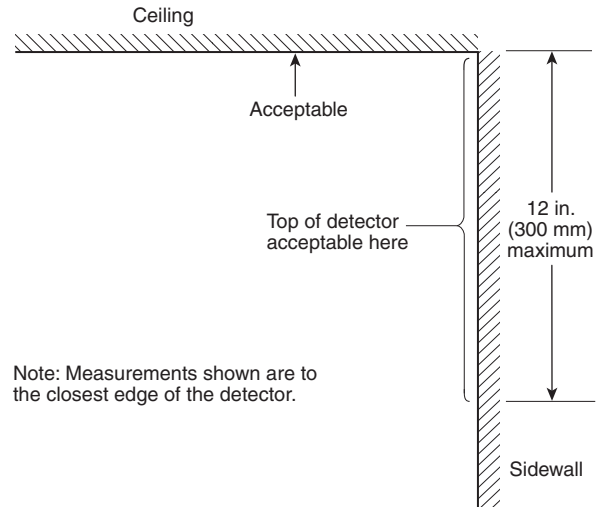 Ceiling
Acceptable
Top of detector
acceptable here
12 in.
(300 mm)
maximum
Note: Measurements shown are to
the closest edge of the detector.
Sidewall